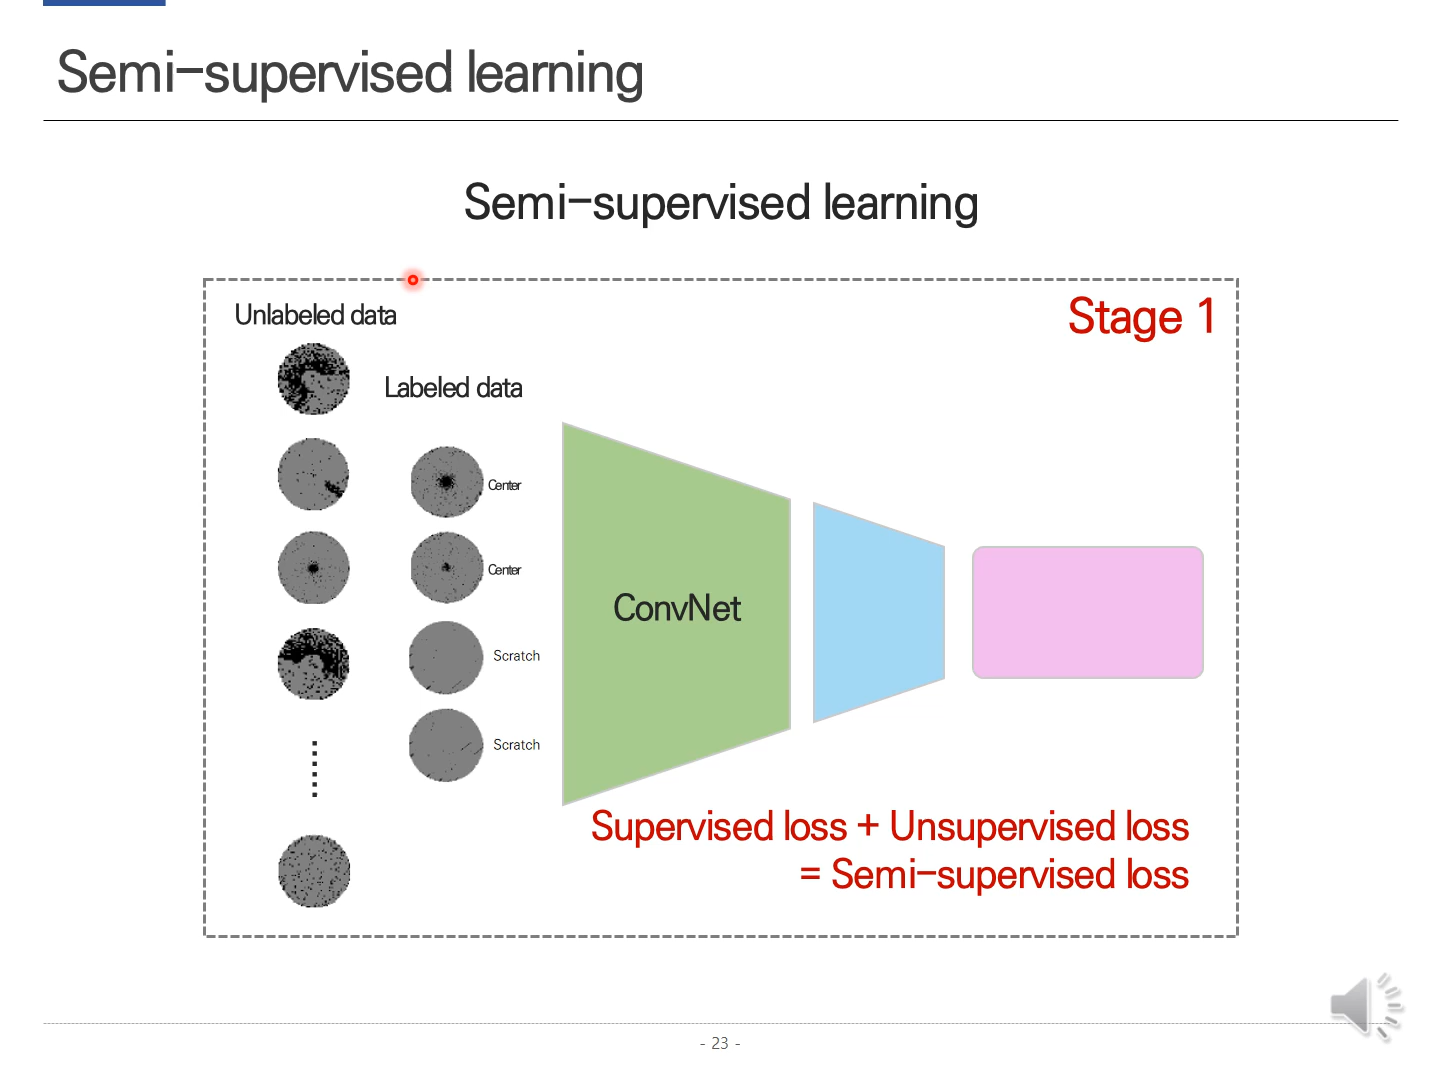 Semi-supervised learning
Semi-supervised learning
Stage 1
Unlabeled data
Labeled data
Center
Center
Scratch
Scratch
ConvNet
Supervised loss + Unsupervised loss
= Semi-supervised loss
- 23 -